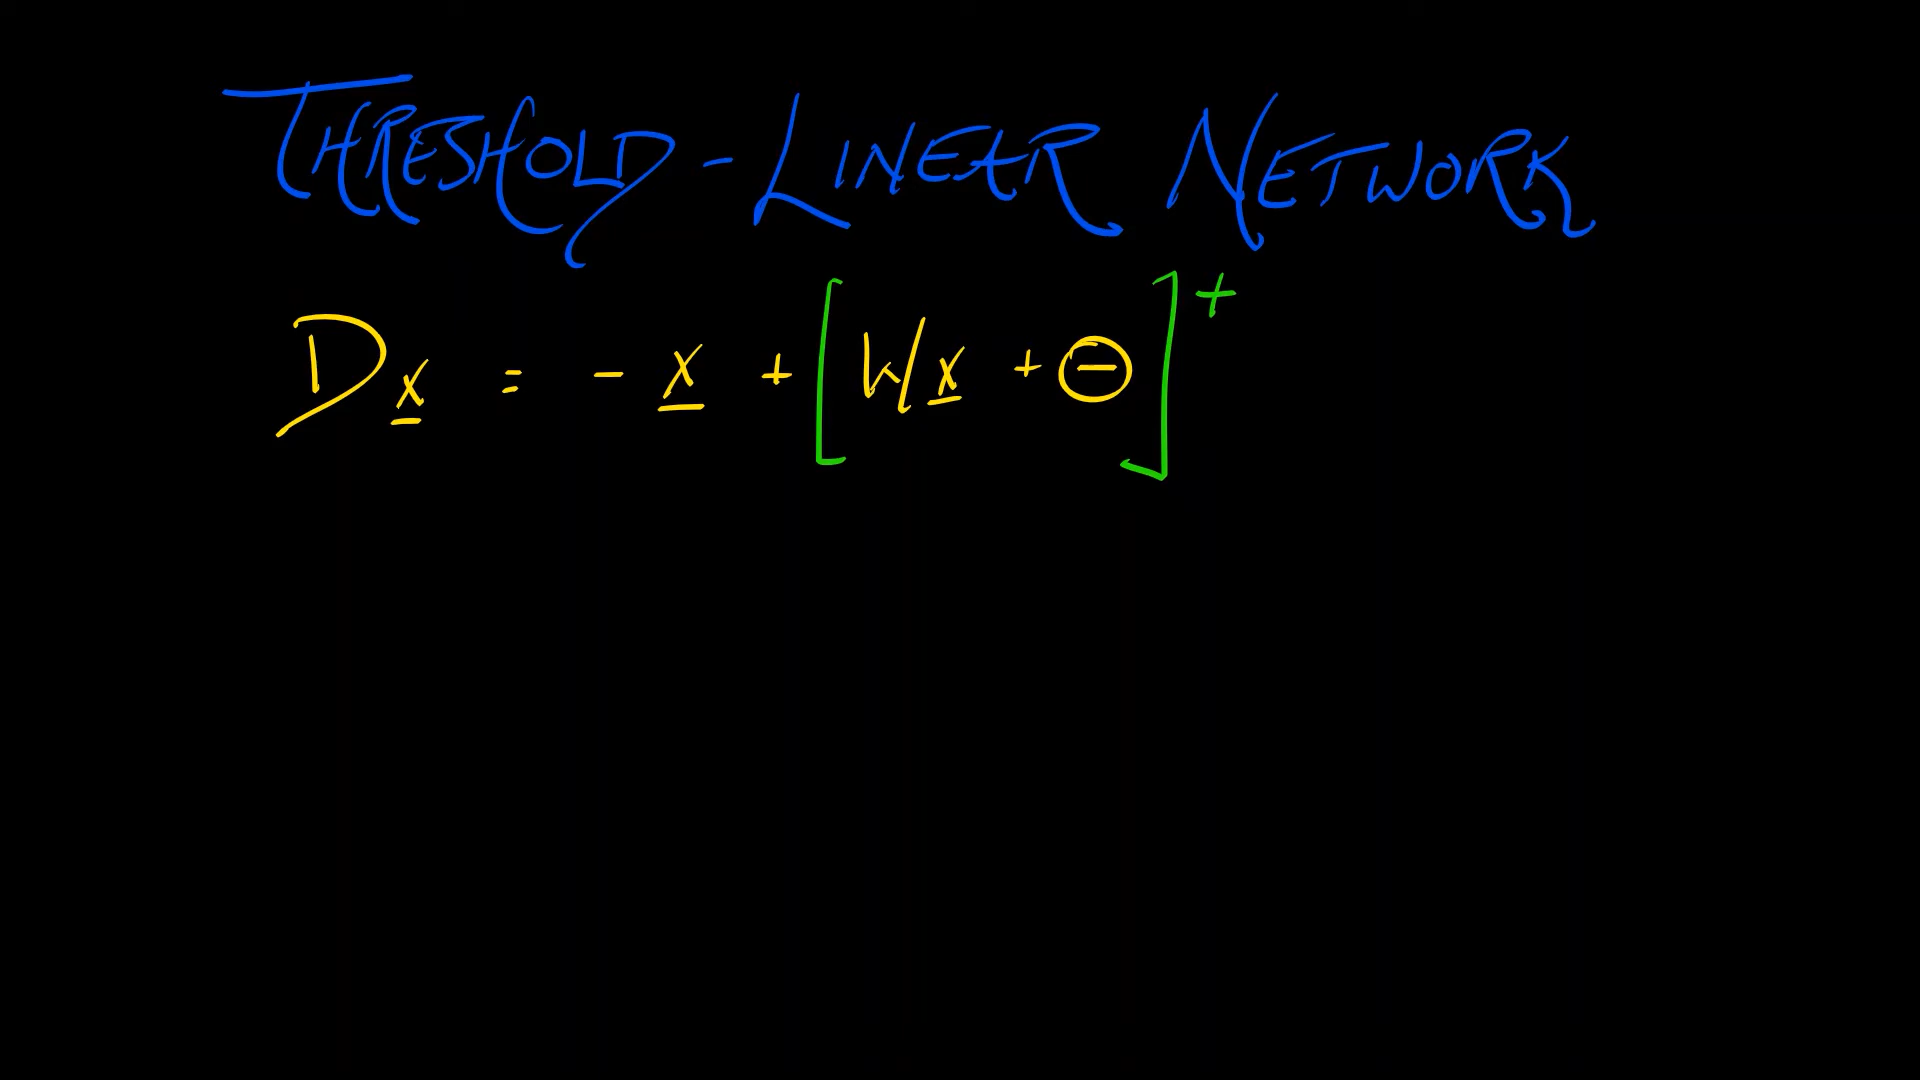 THRESHOLD - LINEAR NETWORK
Dx = - x + [Wx + Θ]+